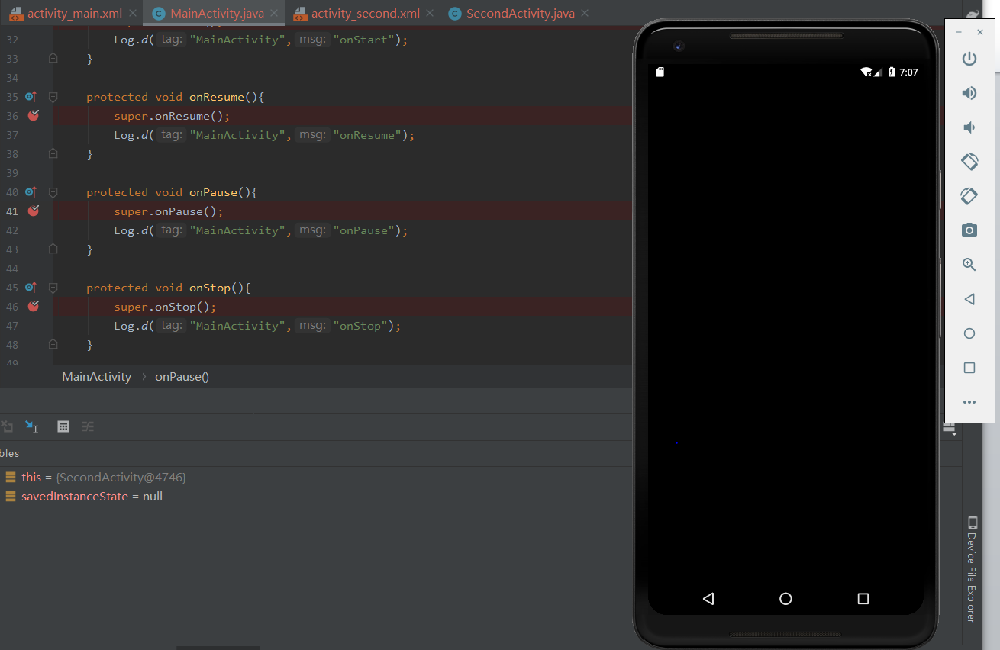 activity_main.xml MainActivity.java activity_second.xml SecondActivity.java
32 Log.d( tag: "MainActivity", msg: "onStart");
33 }
34
35 protected void onResume(){
36 super.onResume();
37 Log.d( tag: "MainActivity", msg: "onResume");
38 }
39
40 protected void onPause(){
41 super.onPause();
42 Log.d( tag: "MainActivity", msg: "onPause");
43 }
44
45 protected void onStop(){
46 super.onStop();
47 Log.d( tag: "MainActivity", msg: "onStop");
48 }
49
MainActivity › onPause()
bles
this = {SecondActivity@4746}
savedInstanceState = null
7:07
Device File Explorer